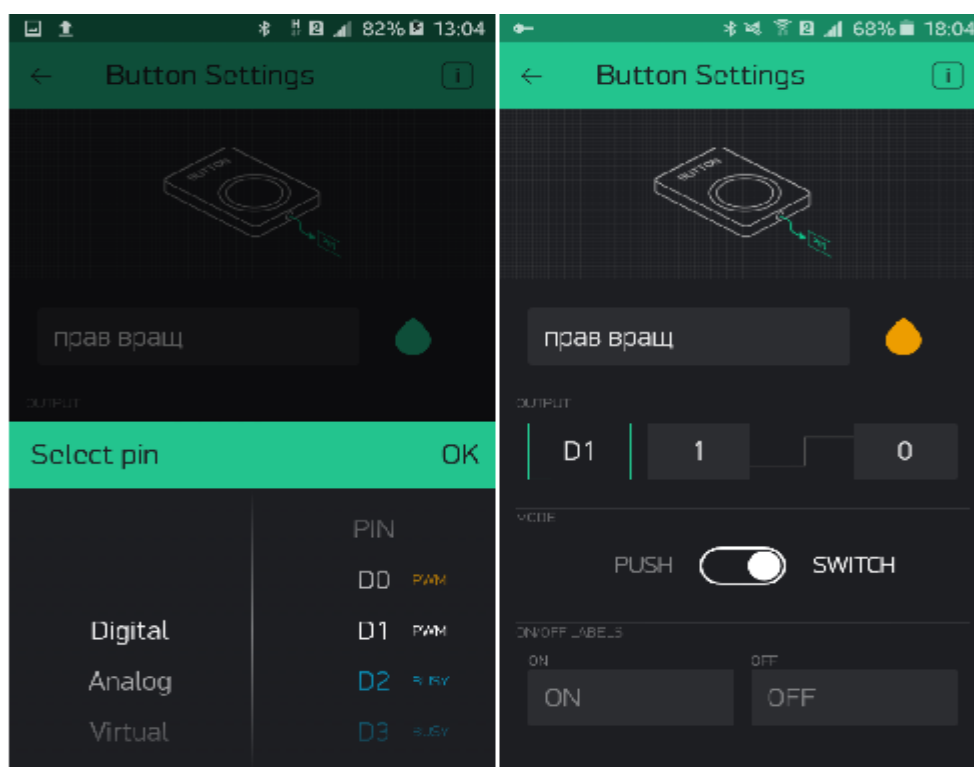 82% 13:04
Button Settings
BUTTON
PIN
прав вращ
OUTPUT
Select pin OK
PIN
D0 PWM
Digital D1 PWM
Analog D2 BUSY
Virtual D3 BUSY
68% 18:04
Button Settings
BUTTON
PIN
прав вращ
OUTPUT
D1 1 0
MODE
PUSH SWITCH
ON/OFF LABELS
ON OFF
ON OFF